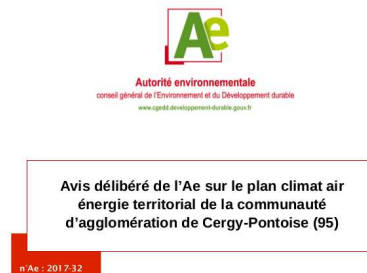 Ae
Autorité environnementale
conseil général de l'Environnement et du Développement durable
www.cgedd.developpement-durable.gouv.fr
Avis délibéré de l'Ae sur le plan climat air
énergie territorial de la communauté
d'agglomération de Cergy-Pontoise (95)
n°Ae : 2017-32